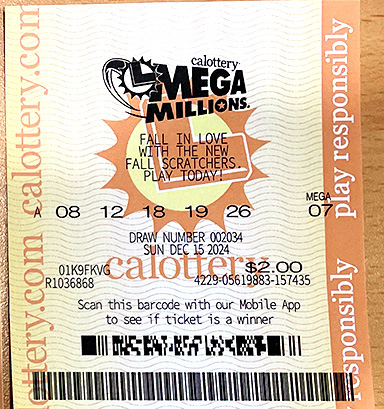 calottery.com
calottery
MEGA
MILLIONS.
FALL IN LOVE
WITH THE NEW
FALL SCRATCHERS.
PLAY TODAY!
MEGA
A 08 12 18 19 26 07
DRAW NUMBER 002034
SUN DEC 15 2024
calottery
01K9FKVG $2.00
R1036868 4229-05619883-157435
Scan this barcode with our Mobile App
to see if ticket is a winner
play responsibly
ottery.com
responsibly